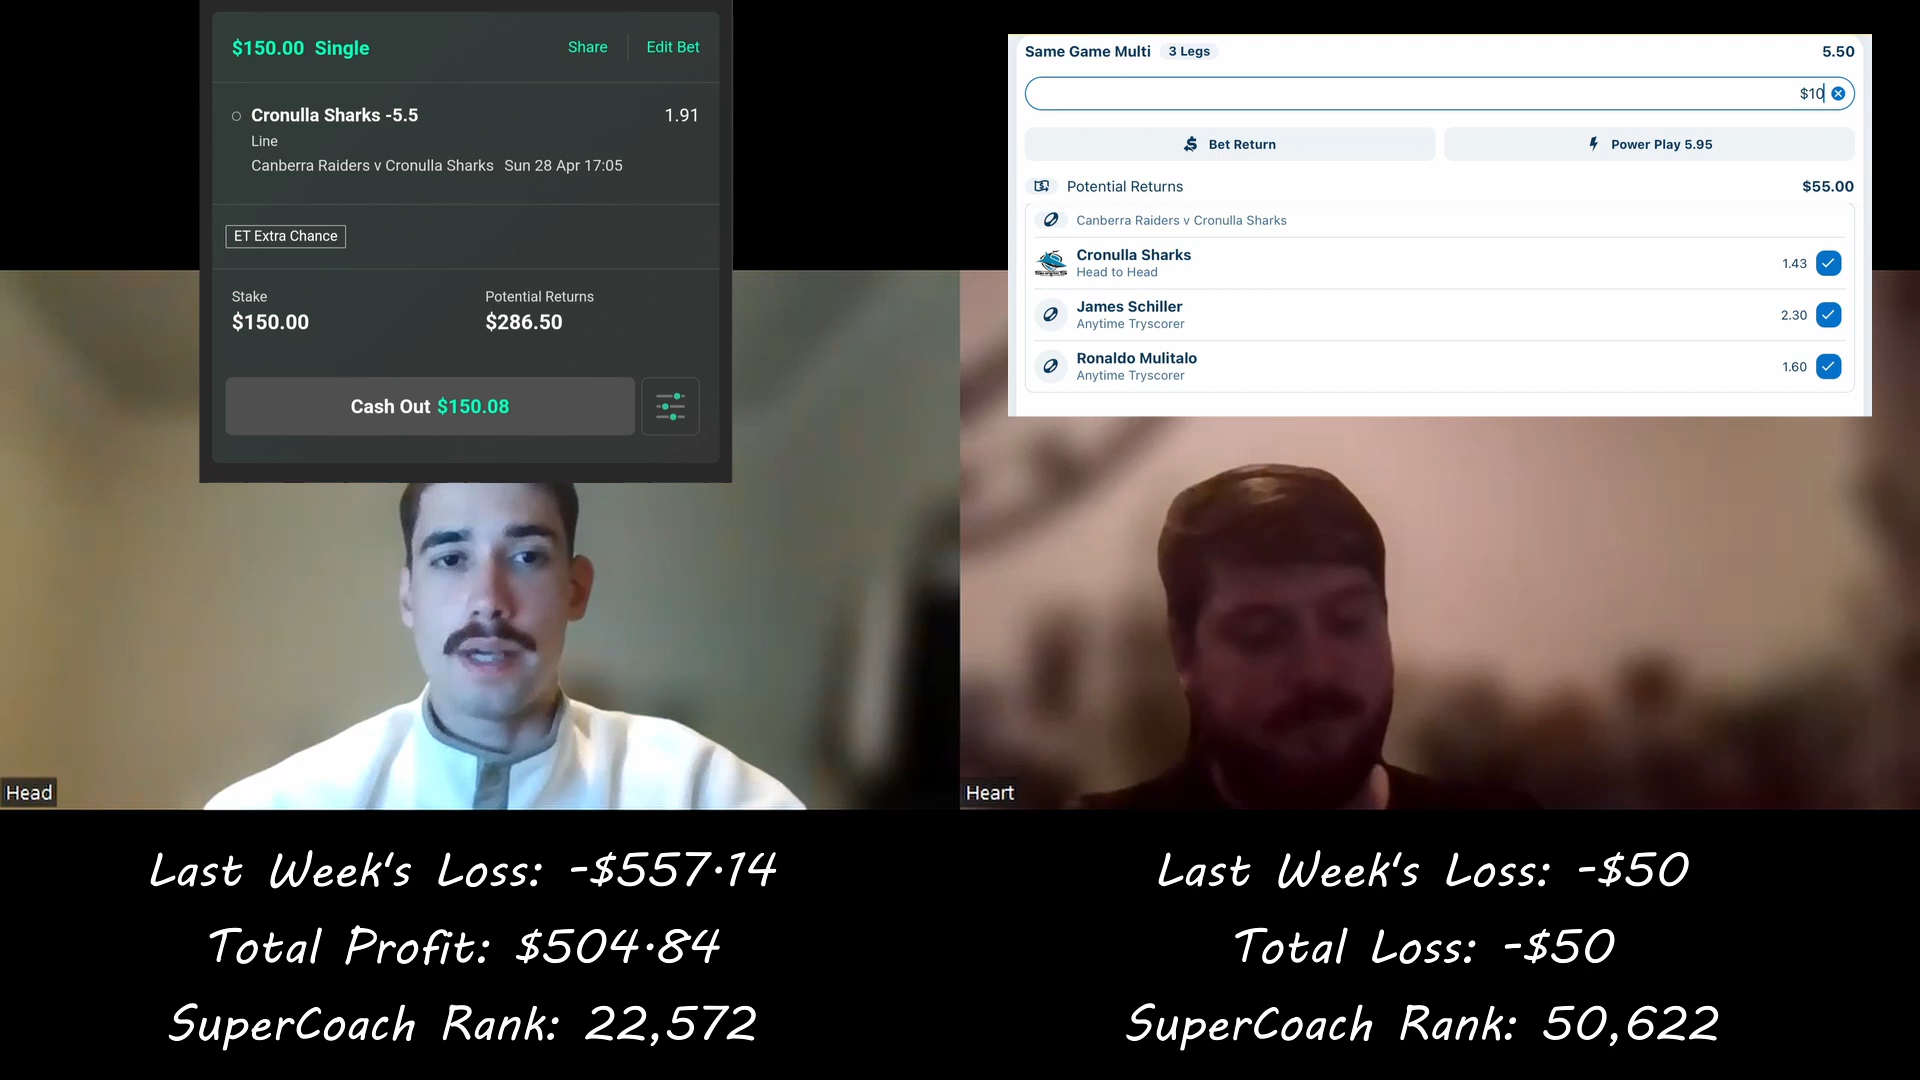 $150.00 Single Share Edit Bet
Cronulla Sharks -5.5 1.91
Line
Canberra Raiders v Cronulla Sharks Sun 28 Apr 17:05
ET Extra Chance
Stake Potential Returns
$150.00 $286.50
Cash Out $150.08
Head
Last Week's Loss: -$557.14
Total Profit: $504.84
SuperCoach Rank: 22,572
Same Game Multi 3 Legs 5.50
$10
Bet Return Power Play 5.95
Potential Returns $55.00
Canberra Raiders v Cronulla Sharks
Cronulla Sharks
Head to Head 1.43
James Schiller
Anytime Tryscorer 2.30
Ronaldo Mulitalo
Anytime Tryscorer 1.60
Heart
Last Week's Loss: -$50
Total Loss: -$50
SuperCoach Rank: 50,622